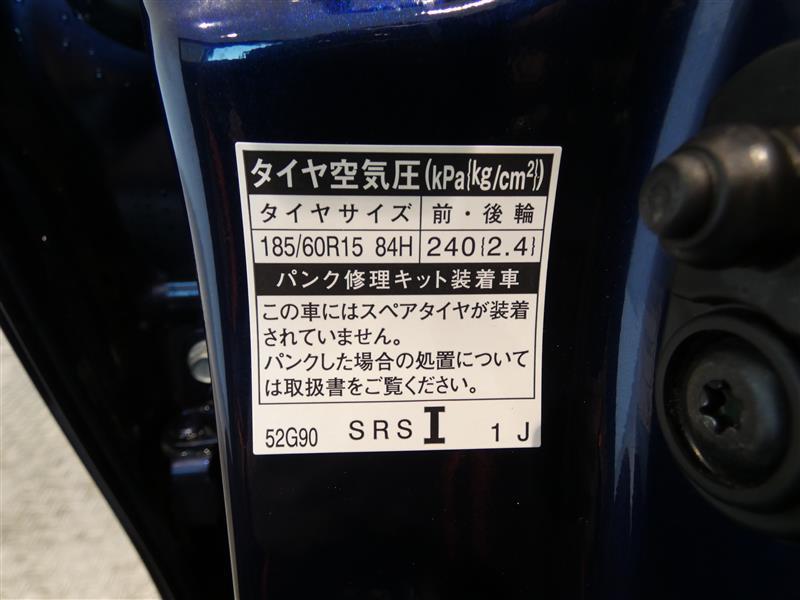 タイヤ空気圧(kPa{kg/cm²})
タイヤサイズ 前・後輪
185/60R15 84H 240{2.4}
パンク修理キット装着車
この車にはスペアタイヤが装着
されていません。
パンクした場合の処置について
は取扱書をご覧ください。
52G90 SRS I 1 J